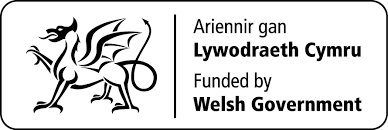 Ariennir gan
Lywodraeth Cymru
Funded by
Welsh Government